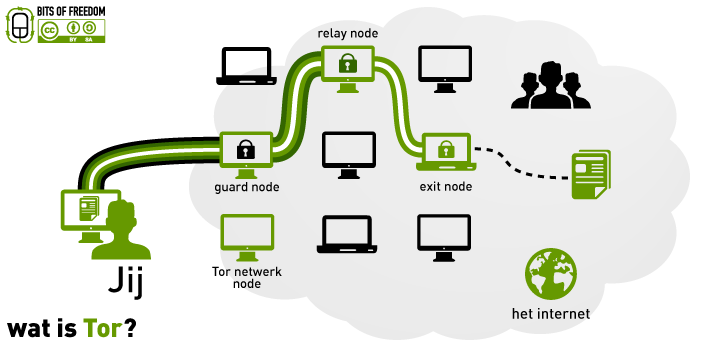 BITS OF FREEDOM
CC
BY SA
relay node
guard node
exit node
Tor netwerk
node
Jij
het internet
wat is Tor?